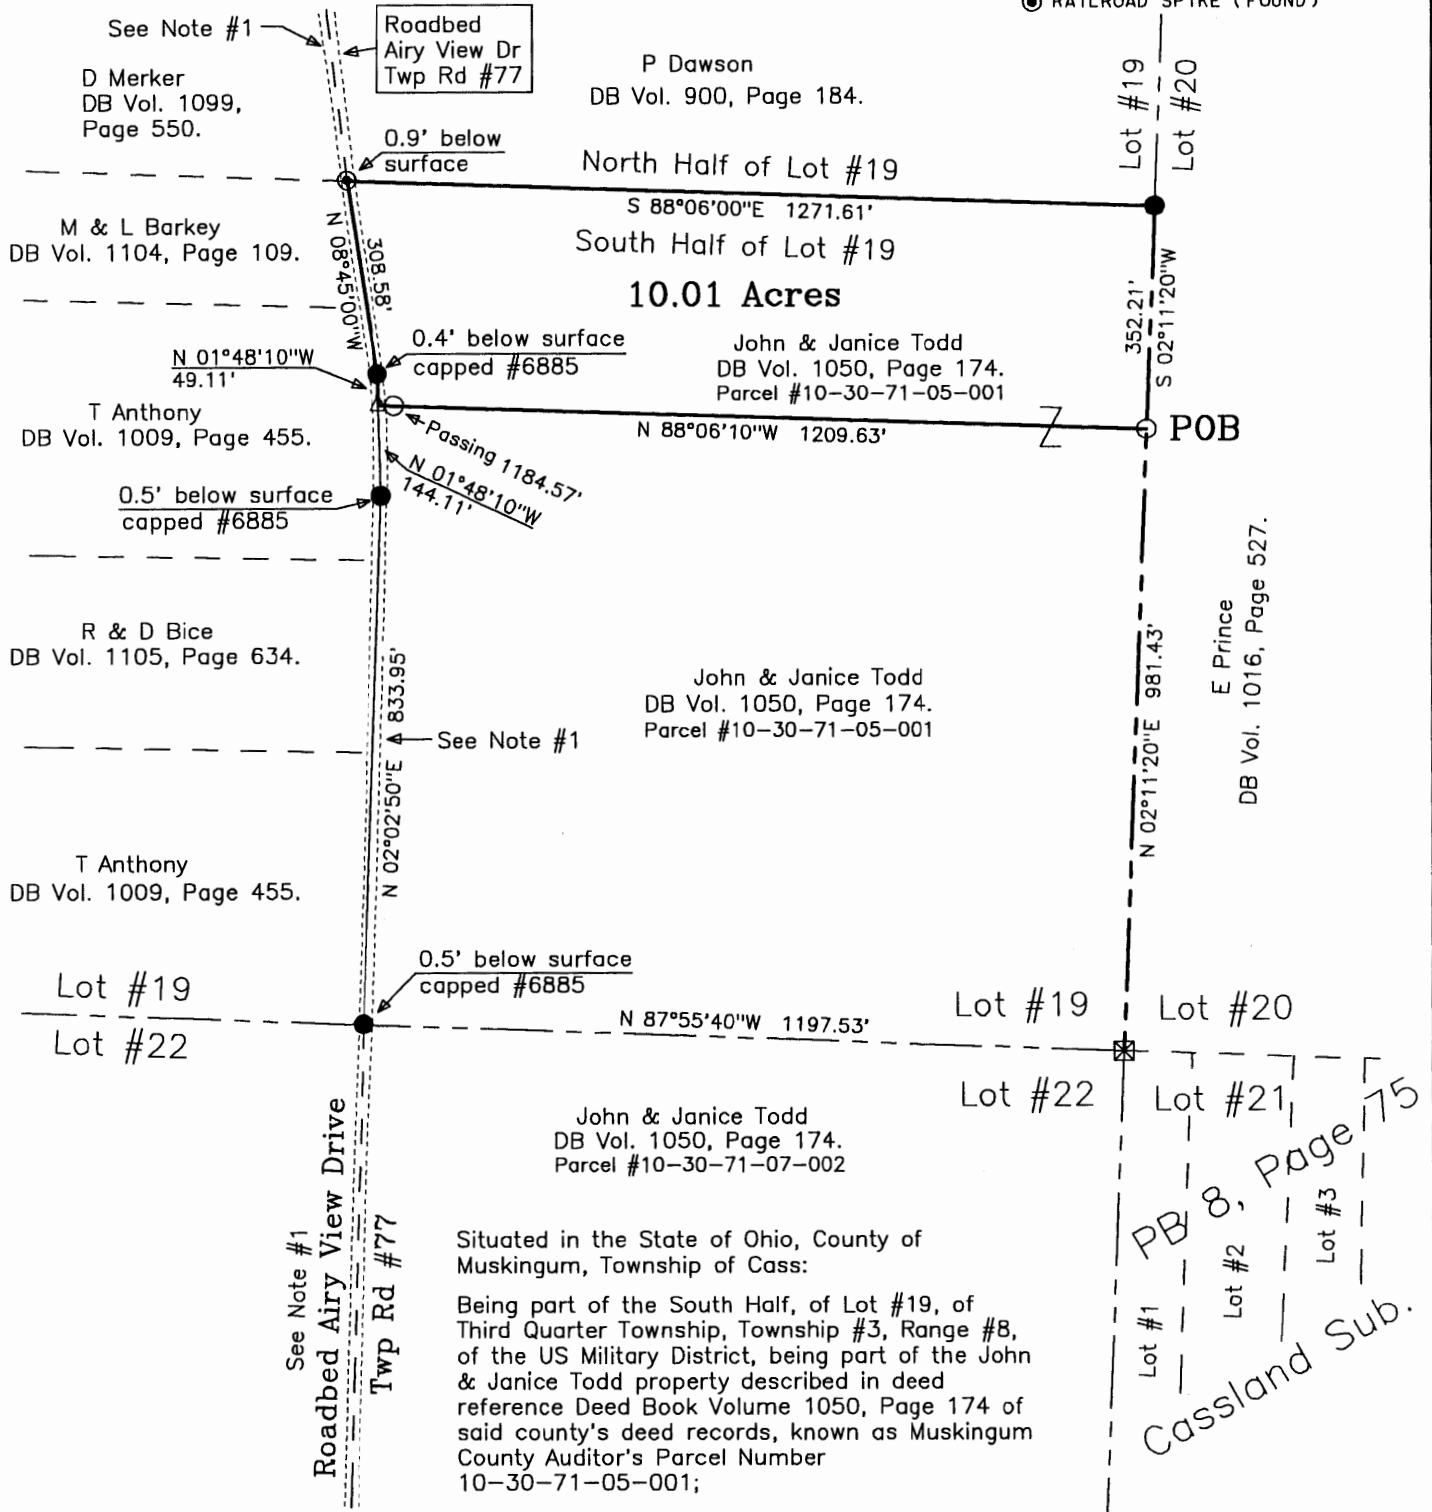 RAILROAD SPIKE (FOUND)
See Note #1
Roadbed
Airy View Dr
Twp Rd #77
D Merker
DB Vol. 1099,
Page 550.
P Dawson
DB Vol. 900, Page 184.
Lot #19
Lot #20
0.9' below
surface
North Half of Lot #19
S 88°06'00"E 1271.61'
South Half of Lot #19
10.01 Acres
M & L Barkey
DB Vol. 1104, Page 109.
N 08°45'00"W
308.58'
352.21'
S 02°11'20"W
0.4' below surface
capped #6885
N 01°48'10"W
49.11'
John & Janice Todd
DB Vol. 1050, Page 174.
Parcel #10-30-71-05-001
T Anthony
DB Vol. 1009, Page 455.
N 88°06'10"W 1209.63'
POB
Passing 1184.57'
N 01°48'10"W
144.11'
0.5' below surface
capped #6885
R & D Bice
DB Vol. 1105, Page 634.
N 02°02'50"E 833.95'
See Note #1
John & Janice Todd
DB Vol. 1050, Page 174.
Parcel #10-30-71-05-001
N 02°11'20"E 981.43'
E Prince
DB Vol. 1016, Page 527.
T Anthony
DB Vol. 1009, Page 455.
0.5' below surface
capped #6885
Lot #19
Lot #22
N 87°55'40"W 1197.53'
Lot #19
Lot #20
Lot #22
Lot #21
John & Janice Todd
DB Vol. 1050, Page 174.
Parcel #10-30-71-07-002
See Note #1
Roadbed Airy View Drive
Twp Rd #77
PB 8, Page 75
Cassland Sub.
Lot #1
Lot #2
Lot #3
Situated in the State of Ohio, County of
Muskingum, Township of Cass:
Being part of the South Half, of Lot #19, of
Third Quarter Township, Township #3, Range #8,
of the US Military District, being part of the John
& Janice Todd property described in deed
reference Deed Book Volume 1050, Page 174 of
said county's deed records, known as Muskingum
County Auditor's Parcel Number
10-30-71-05-001;